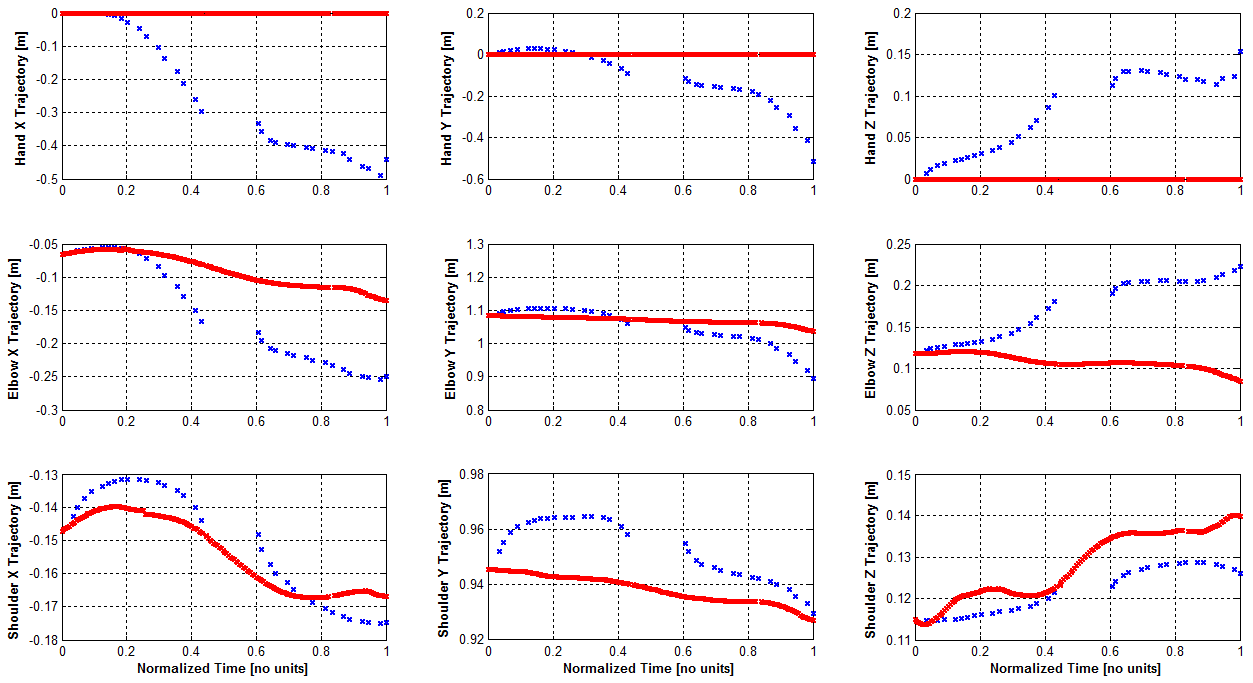 0 0.2 0.2
-0.1 0 0.15
-0.2 -0.2 0.1
-0.3 -0.4 0.05
-0.4
-0.5 -0.6 0
Hand X Trajectory [m] Hand Y Trajectory [m] Hand Z Trajectory [m]
0 0.2 0.4 0.6 0.8 1 0 0.2 0.4 0.6 0.8 1 0 0.2 0.4 0.6 0.8 1
-0.05 1.3 0.25
-0.1 1.2 0.2
-0.15 1.1 0.15
-0.2 1 0.1
-0.25 0.9
-0.3 0.8 0.05
Elbow X Trajectory [m] Elbow Y Trajectory [m] Elbow Z Trajectory [m]
0 0.2 0.4 0.6 0.8 1 0 0.2 0.4 0.6 0.8 1 0 0.2 0.4 0.6 0.8 1
-0.13 0.98 0.15
-0.14 0.96 0.14
-0.15 0.13
-0.16 0.94 0.12
-0.17
-0.18 0.92 0.11
Shoulder X Trajectory [m] Shoulder Y Trajectory [m] Shoulder Z Trajectory [m]
0 0.2 0.4 0.6 0.8 1 0 0.2 0.4 0.6 0.8 1 0 0.2 0.4 0.6 0.8 1
Normalized Time [no units] Normalized Time [no units] Normalized Time [no units]